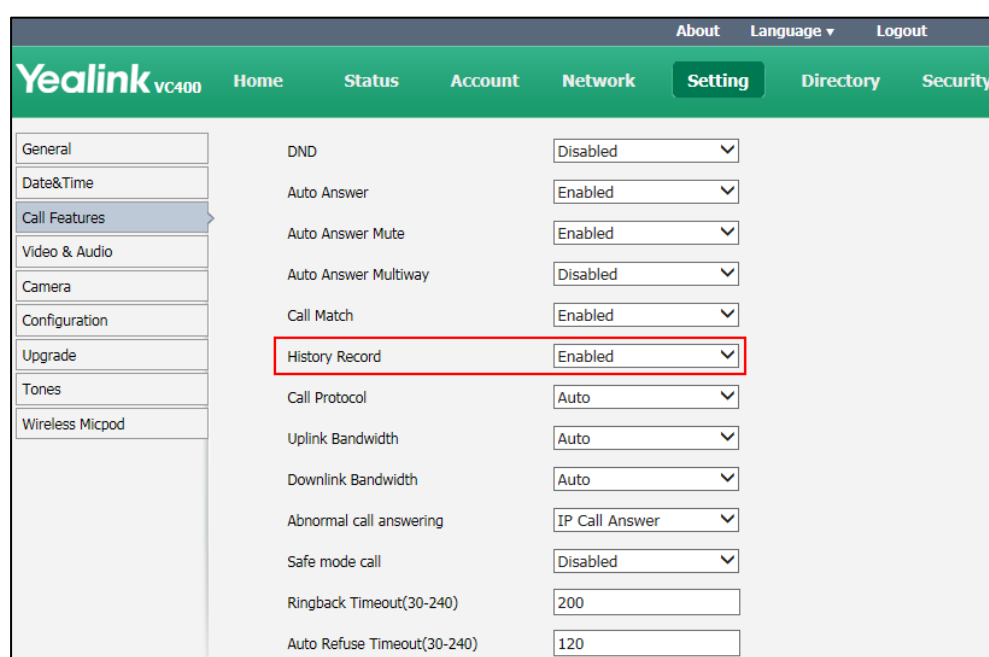 About Language ▾ Logout
Yealink VC400 Home Status Account Network Setting Directory Security
General
Date&Time
Call Features
Video & Audio
Camera
Configuration
Upgrade
Tones
Wireless Micpod
DND Disabled
Auto Answer Enabled
Auto Answer Mute Enabled
Auto Answer Multiway Disabled
Call Match Enabled
History Record Enabled
Call Protocol Auto
Uplink Bandwidth Auto
Downlink Bandwidth Auto
Abnormal call answering IP Call Answer
Safe mode call Disabled
Ringback Timeout(30-240) 200
Auto Refuse Timeout(30-240) 120